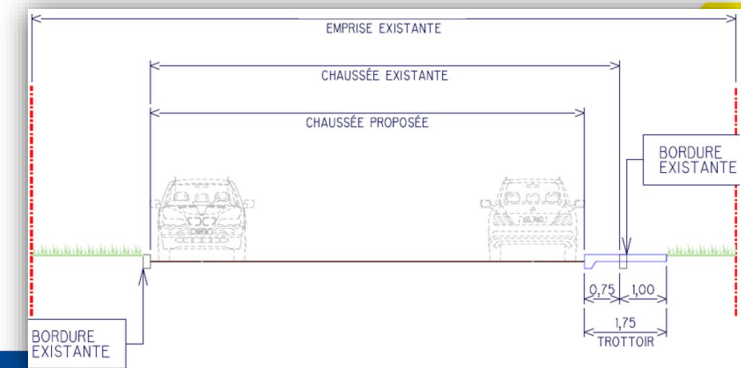 EMPRISE EXISTANTE
CHAUSSÉE EXISTANTE
CHAUSSÉE PROPOSÉE
BORDURE
EXISTANTE
0,75
1,00
1,75
TROTTOIR
BORDURE
EXISTANTE